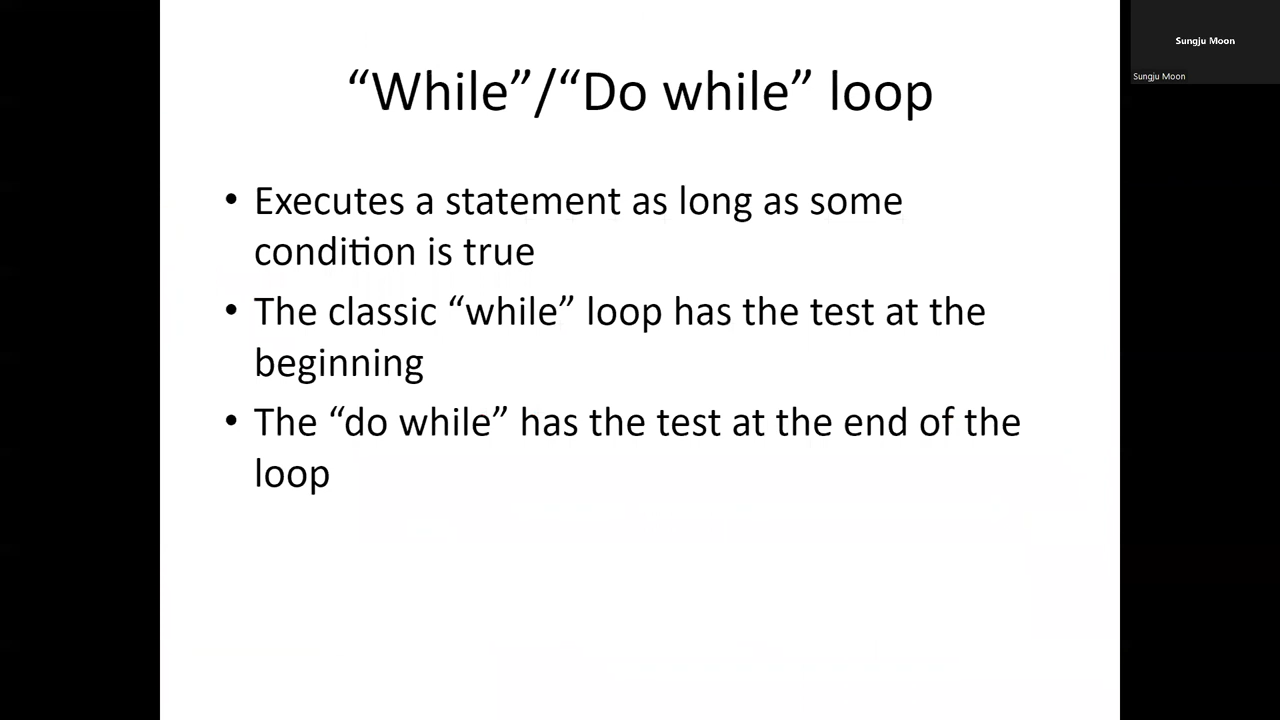 “While”/“Do while” loop
• Executes a statement as long as some
condition is true
• The classic “while” loop has the test at the
beginning
• The “do while” has the test at the end of the
loop
Sungju Moon
Sungju Moon